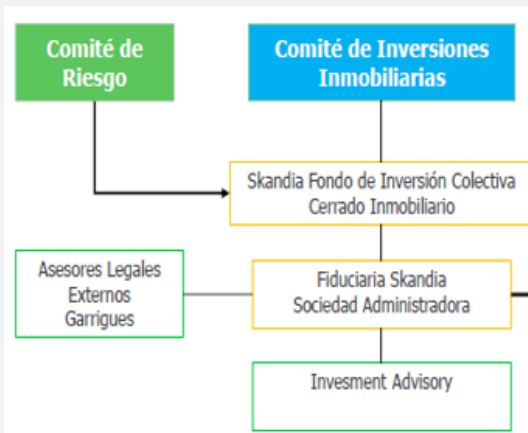 Comité de
Riesgo
Comité de Inversiones
Inmobiliarias
Skandia Fondo de Inversión Colectiva
Cerrado Inmobiliario
Asesores Legales
Externos
Garrigues
Fiduciaria Skandia
Sociedad Administradora
Invesment Advisory